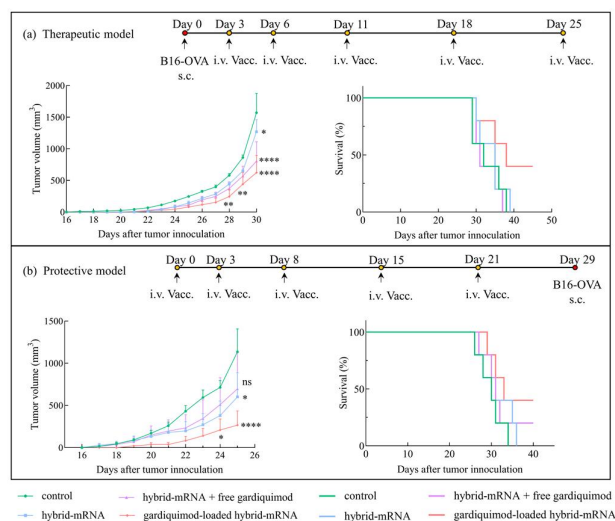 (a) Therapeutic model
Day 0 Day 3 Day 6 Day 11 Day 18 Day 25
B16-OVA
s.c.
i.v. Vacc. i.v. Vacc. i.v. Vacc. i.v. Vacc. i.v. Vacc.
Tumor volume (mm³)
2000
1500
1000
500
0
16 18 20 22 24 26 28 30
Days after tumor innoculation
*
****
****
**
**
Survival (%)
100
50
0
0 10 20 30 40 50
Days after tumor innoculation
(b) Protective model
Day 0 Day 3 Day 8 Day 15 Day 21 Day 29
i.v. Vacc. i.v. Vacc. i.v. Vacc. i.v. Vacc. i.v. Vacc.
B16-OVA
s.c.
Tumor volume (mm³)
1500
1000
500
0
16 18 20 22 24 26
Days after tumor inoculation
ns
*
****
*
Survival (%)
100
50
0
0 10 20 30 40
Days after tumor inoculation
control hybrid-mRNA + free gardiquimod control hybrid-mRNA + free gardiquimod
hybrid-mRNA gardiquimod-loaded hybrid-mRNA hybrid-mRNA gardiquimod-loaded hybrid-mRNA